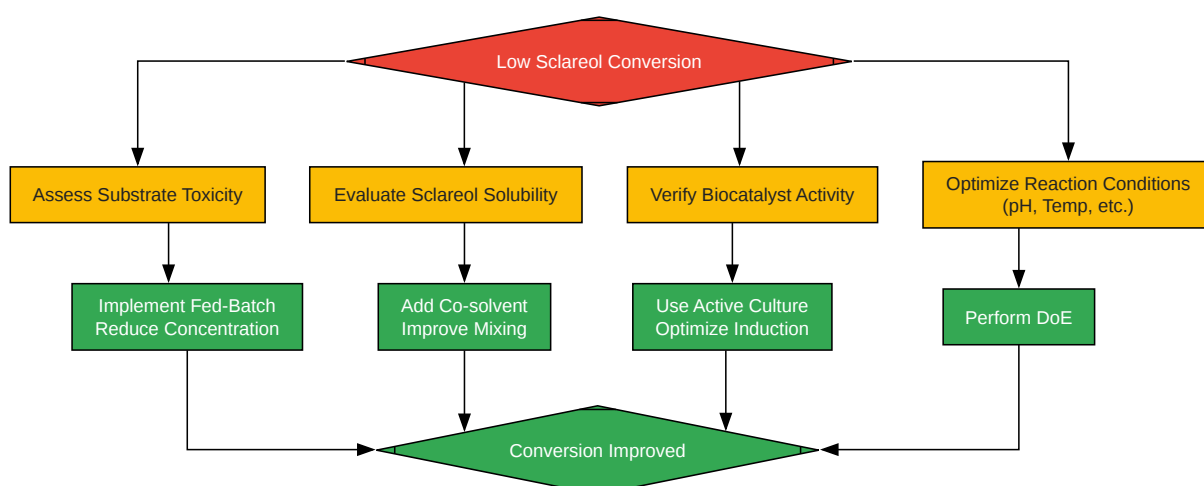 Low Sclareol Conversion
Assess Substrate Toxicity
Evaluate Sclareol Solubility
Verify Biocatalyst Activity
Optimize Reaction Conditions
(pH, Temp, etc.)
Implement Fed-Batch
Reduce Concentration
Add Co-solvent
Improve Mixing
Use Active Culture
Optimize Induction
Perform DoE
Conversion Improved